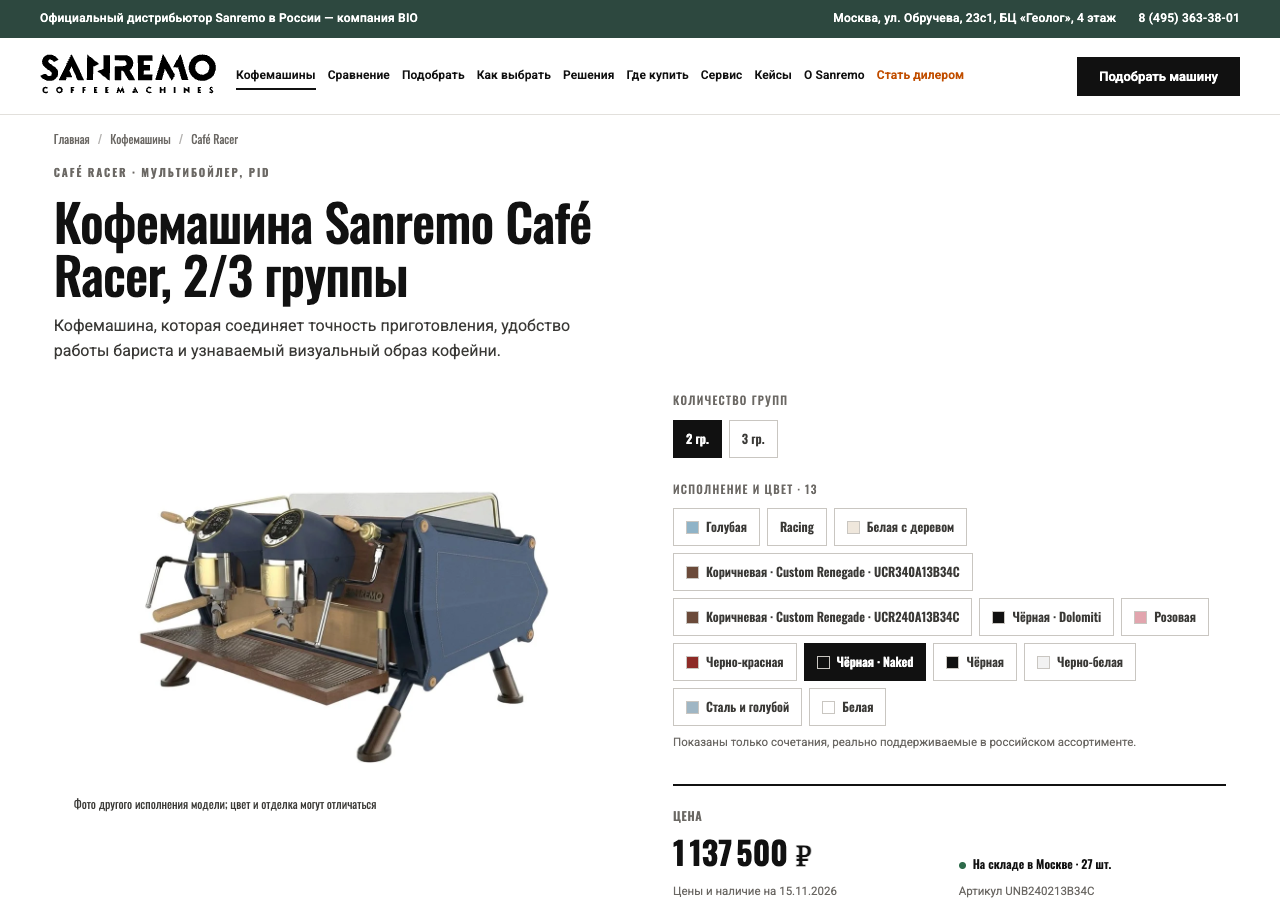 Официальный дистрибьютор Sanremo в России — компания BIO
Москва, ул. Обручева, 23с1, БЦ «Геолог», 4 этаж
8 (495) 363-38-01
SANREMO
COFFEEMACHINES
Кофемашины
Сравнение
Подобрать
Как выбрать
Решения
Где купить
Сервис
Кейсы
О Sanremo
Стать дилером
Подобрать машину
Главная / Кофемашины / Café Racer
CAFÉ RACER · МУЛЬТИБОЙЛЕР, PID
Кофемашина Sanremo Café
Racer, 2/3 группы
Кофемашина, которая соединяет точность приготовления, удобство
работы бариста и узнаваемый визуальный образ кофейни.
КОЛИЧЕСТВО ГРУПП
2 гр.
3 гр.
ИСПОЛНЕНИЕ И ЦВЕТ · 13
Голубая
Racing
Белая с деревом
Коричневая · Custom Renegade · UCR340A13B34C
Коричневая · Custom Renegade · UCR240A13B34C
Чёрная · Dolomiti
Розовая
Черно-красная
Чёрная · Naked
Чёрная
Черно-белая
Сталь и голубой
Белая
Показаны только сочетания, реально поддерживаемые в российском ассортименте.
Фото другого исполнения модели; цвет и отделка могут отличаться
ЦЕНА
1 137 500 ₽
На складе в Москве · 27 шт.
Цены и наличие на 15.11.2026
Артикул UNB240213B34C